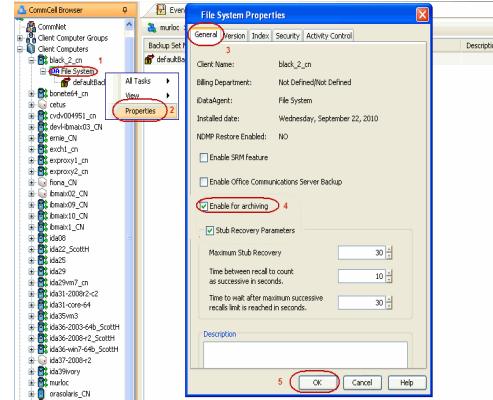 CommCell Browser
CommNet
Client Computer Groups
Client Computers
black_2_cn 1
File System
defaultBac
bonete64_cn
cetus
cvdv004951_cn
devl-ibmaix03_CN
ernie_CN
exch1_cn
exproxy1_cn
exproxy2_cn
fiona_CN
ibmaix02_CN
ibmaix09_CN
ibmaix10_CN
ibmaix1_CN
ida08
ida22_ScottH
ida25
ida29
ida29vm7_cn
ida31-2008r2-c2
ida31-core-64
ida35vm3
ida36-2003-64b_ScottH
ida36-2008-r2_ScottH
ida36-win7-64b_ScottH
ida37-2008-r2
ida39ivory
murloc
orasolaris_CN
All Tasks
View
Properties 2
Even
murloc
Backup Set N
defaultBa
Descripti
File System Properties
General Version Index Security Activity Control
3
Client Name: black_2_cn
Billing Department: Not Defined/Not Defined
iDataAgent: File System
Installed date: Wednesday, September 22, 2010
NDMP Restore Enabled: NO
Enable SRM feature
Enable Office Communications Server Backup
Enable for archiving 4
Stub Recovery Parameters
Maximum Stub Recovery 30
Time between recall to count
as successive in seconds. 10
Time to wait after maximum successive
recalls limit is reached in seconds. 30
Description
5 OK Cancel Help